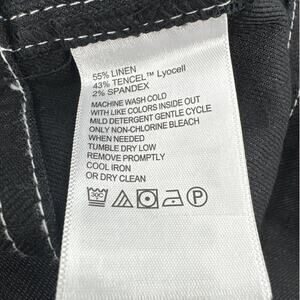 55% LINEN
43% TENCEL™ Lyocell
2% SPANDEX
MACHINE WASH COLD
WITH LIKE COLORS INSIDE OUT
MILD DETERGENT GENTLE CYCLE
ONLY NON-CHLORINE BLEACH
WHEN NEEDED
TUMBLE DRY LOW
REMOVE PROMPTLY
COOL IRON
OR DRY CLEAN
30C P